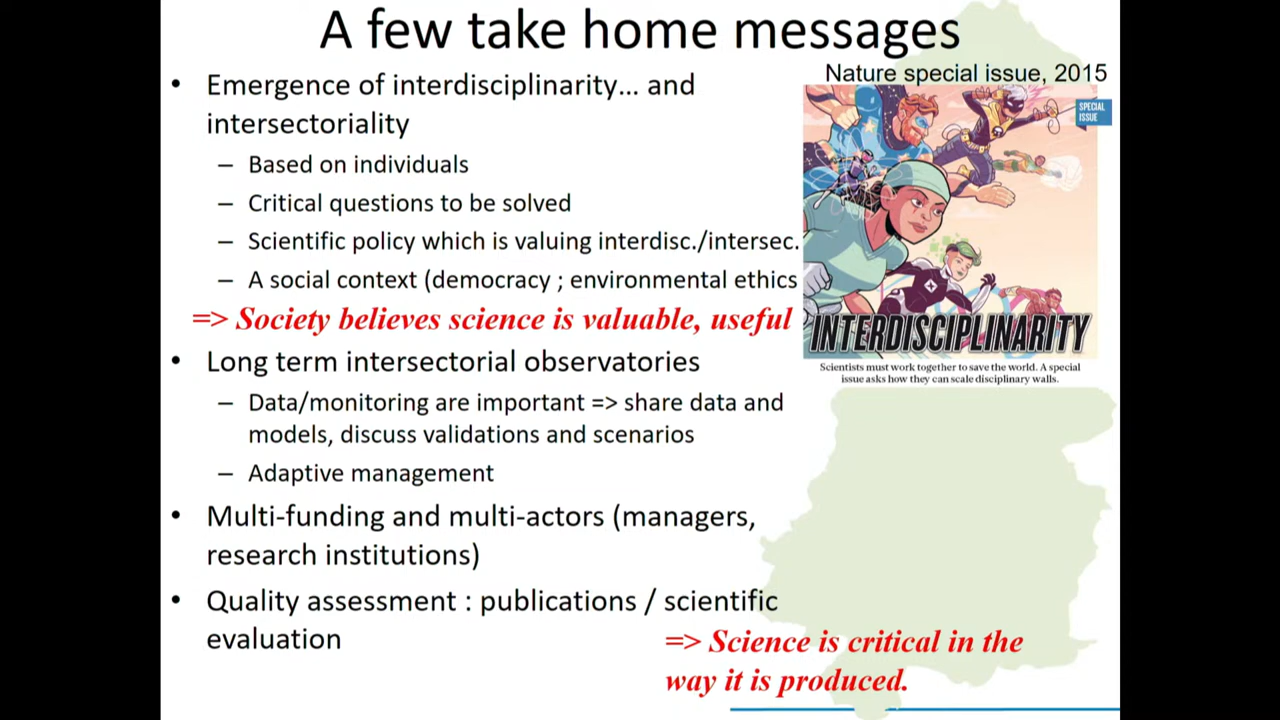 A few take home messages
• Emergence of interdisciplinarity... and
intersectoriality
– Based on individuals
– Critical questions to be solved
– Scientific policy which is valuing interdisc./intersec.
– A social context (democracy ; environmental ethics
=> Society believes science is valuable, useful
• Long term intersectorial observatories
– Data/monitoring are important => share data and
models, discuss validations and scenarios
– Adaptive management
• Multi-funding and multi-actors (managers,
research institutions)
• Quality assessment : publications / scientific
evaluation
=> Science is critical in the
way it is produced.
Nature special issue, 2015
SPECIAL
ISSUE
INTERDISCIPLINARITY
Scientists must work together to save the world. A special
issue asks how they can scale disciplinary walls.